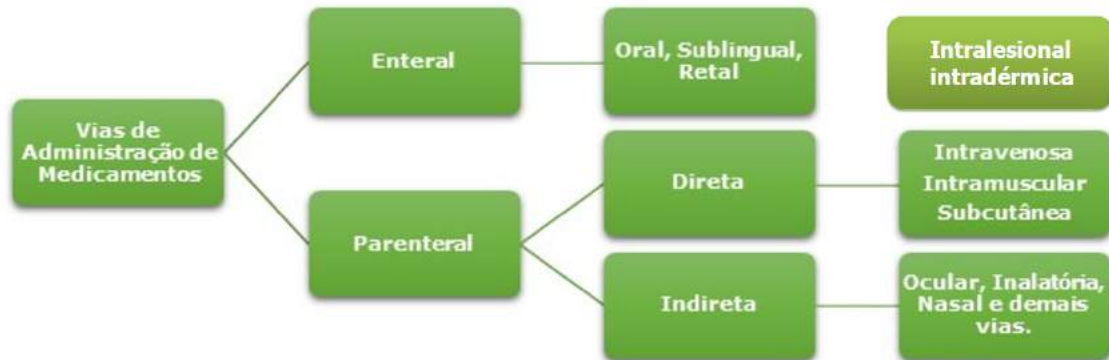 Vias de
Administração de
Medicamentos
Enteral
Oral, Sublingual,
Retal
Intralesional
intradérmica
Parenteral
Direta
Intravenosa
Intramuscular
Subcutânea
Indireta
Ocular, Inalatória,
Nasal e demais
vias.